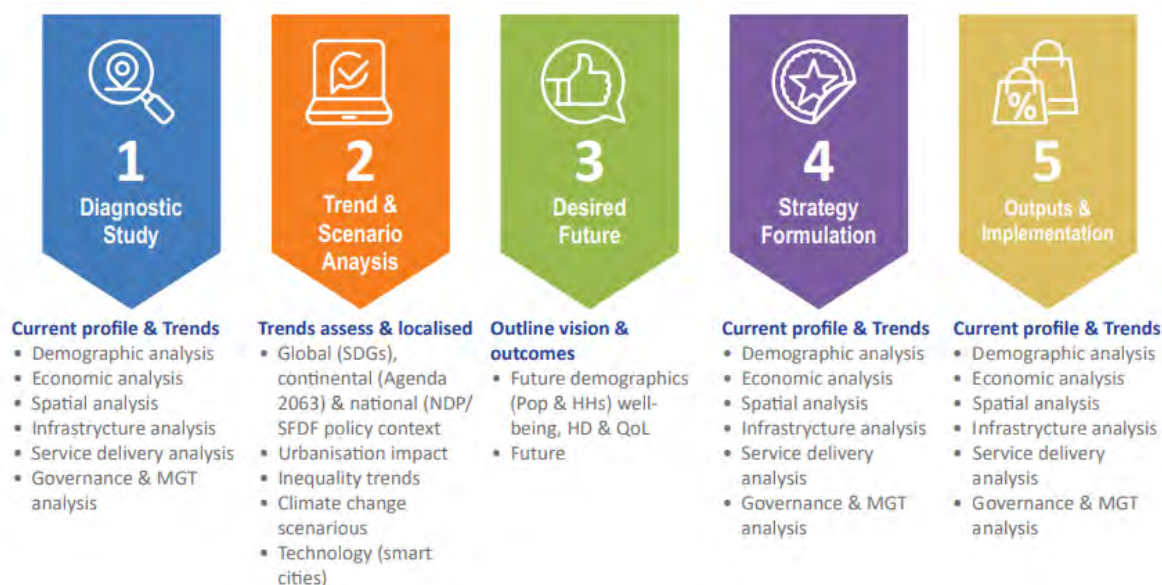 1
Diagnostic
Study
2
Trend &
Scenario
Anaysis
3
Desired
Future
4
Strategy
Formulation
%
5
Outputs &
Implementation
Current profile & Trends
• Demographic analysis
• Economic analysis
• Spatial analysis
• Infrastrycture analysis
• Service delivery analysis
• Governance & MGT
analysis
Trends assess & localised
• Global (SDGs),
continental (Agenda
2063) & national (NDP/
SFDF policy context
• Urbanisation impact
• Inequality trends
• Climate change
scenarious
• Technology (smart
cities)
Outline vision &
outcomes
• Future demographics
(Pop & HHs) well-
being, HD & QoL
• Future
Current profile & Trends
• Demographic analysis
• Economic analysis
• Spatial analysis
• Infrastrycture analysis
• Service delivery
analysis
• Governance & MGT
analysis
Current profile & Trends
• Demographic analysis
• Economic analysis
• Spatial analysis
• Infrastrycture analysis
• Service delivery
analysis
• Governance & MGT
analysis